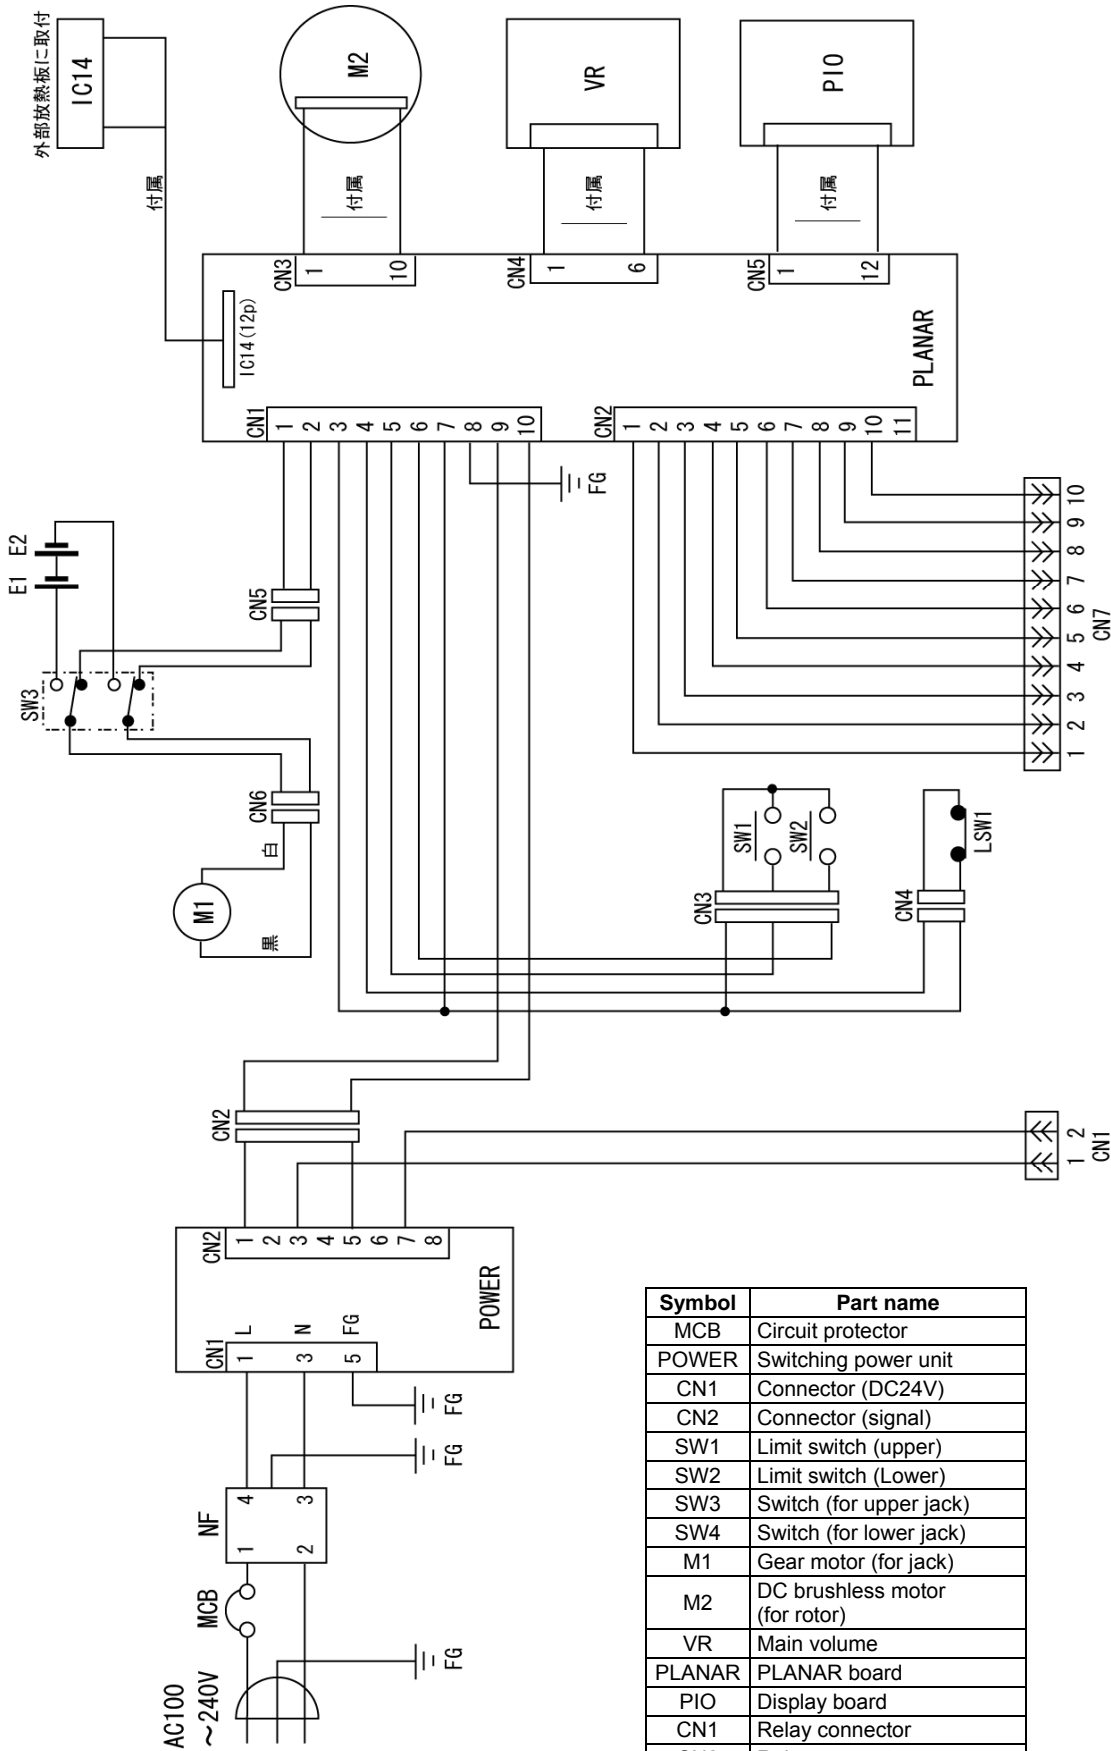 外部放熱板に取付
IC14
付属
M2
付属
VR
付属
PIO
付属
CN3
1
10
CN4
1
6
CN5
1
12
IC14(12p)
PLANAR
CN1
1
2
3
4
5
6
7
8
9
10
CN2
1
2
3
4
5
6
7
8
9
10
11
FG
E1
E2
CN5
SW3
CN6
白
M1
黒
SW1
SW2
CN3
CN4
LSW1
1
2
3
4
5
6
7
8
9
10
CN7
CN2
1
2
CN1
CN2
1
2
3
4
5
6
7
8
POWER
L
N
FG
CN1
1
3
5
FG
FG
NF
4
3
1
2
MCB
FG
AC100
～240V
Symbol Part name
MCB Circuit protector
POWER Switching power unit
CN1 Connector (DC24V)
CN2 Connector (signal)
SW1 Limit switch (upper)
SW2 Limit switch (Lower)
SW3 Switch (for upper jack)
SW4 Switch (for lower jack)
M1 Gear motor (for jack)
M2 DC brushless motor
(for rotor)
VR Main volume
PLANAR PLANAR board
PIO Display board
CN1 Relay connector